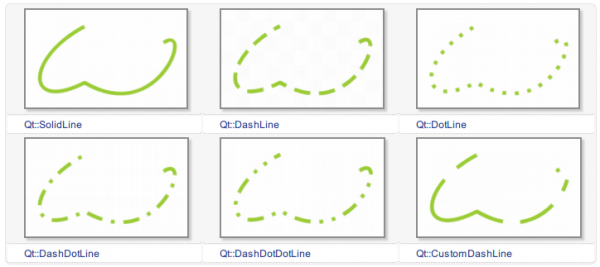 Qt::SolidLine
Qt::DashLine
Qt::DotLine
Qt::DashDotLine
Qt::DashDotDotLine
Qt::CustomDashLine